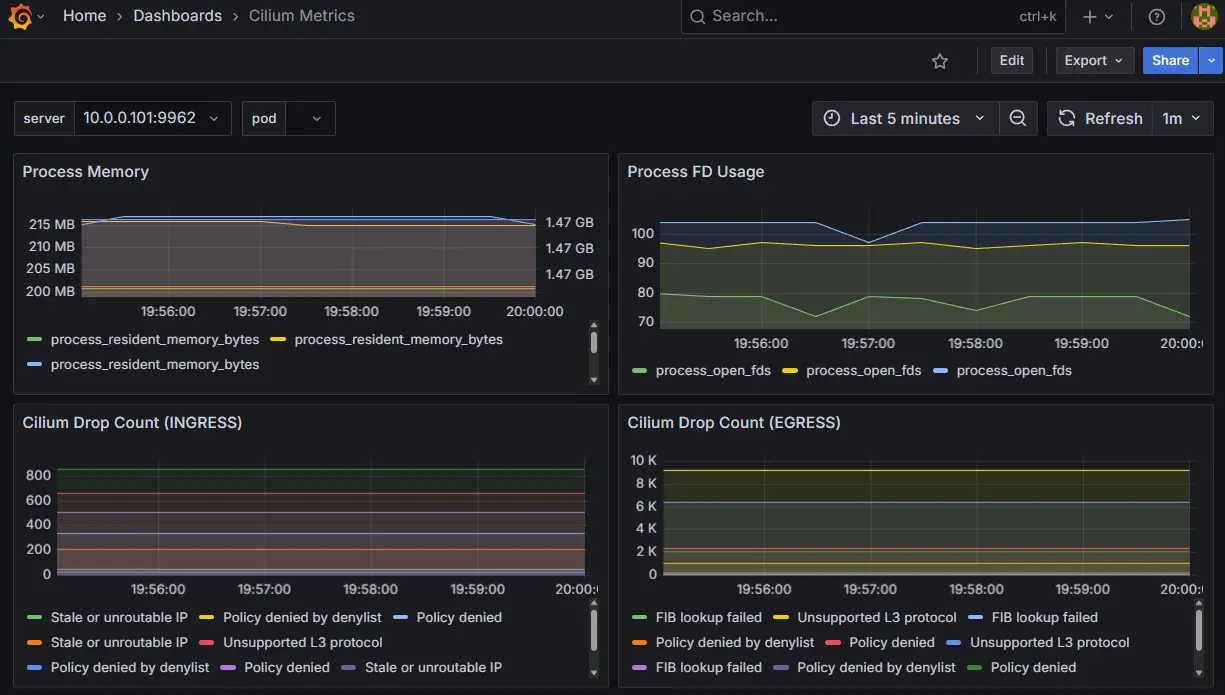 Home › Dashboards › Cilium Metrics
Search... ctrl+k
Edit Export Share
server 10.0.0.101:9962 pod
Last 5 minutes Refresh 1m
Process Memory
215 MB
210 MB
205 MB
200 MB
1.47 GB
1.47 GB
1.47 GB
19:56:00 19:57:00 19:58:00 19:59:00 20:00:00
process_resident_memory_bytes process_resident_memory_bytes
process_resident_memory_bytes
Process FD Usage
100
90
80
70
19:56:00 19:57:00 19:58:00 19:59:00 20:00:
process_open_fds process_open_fds process_open_fds
Cilium Drop Count (INGRESS)
800
600
400
200
0
19:56:00 19:57:00 19:58:00 19:59:00 20:00:
Stale or unroutable IP Policy denied by denylist Policy denied
Stale or unroutable IP Unsupported L3 protocol
Policy denied by denylist Policy denied Stale or unroutable IP
Cilium Drop Count (EGRESS)
10 K
8 K
6 K
4 K
2 K
0
19:56:00 19:57:00 19:58:00 19:59:00 20:00:
FIB lookup failed Unsupported L3 protocol FIB lookup failed
Policy denied by denylist Policy denied Unsupported L3 protocol
FIB lookup failed Policy denied by denylist Policy denied